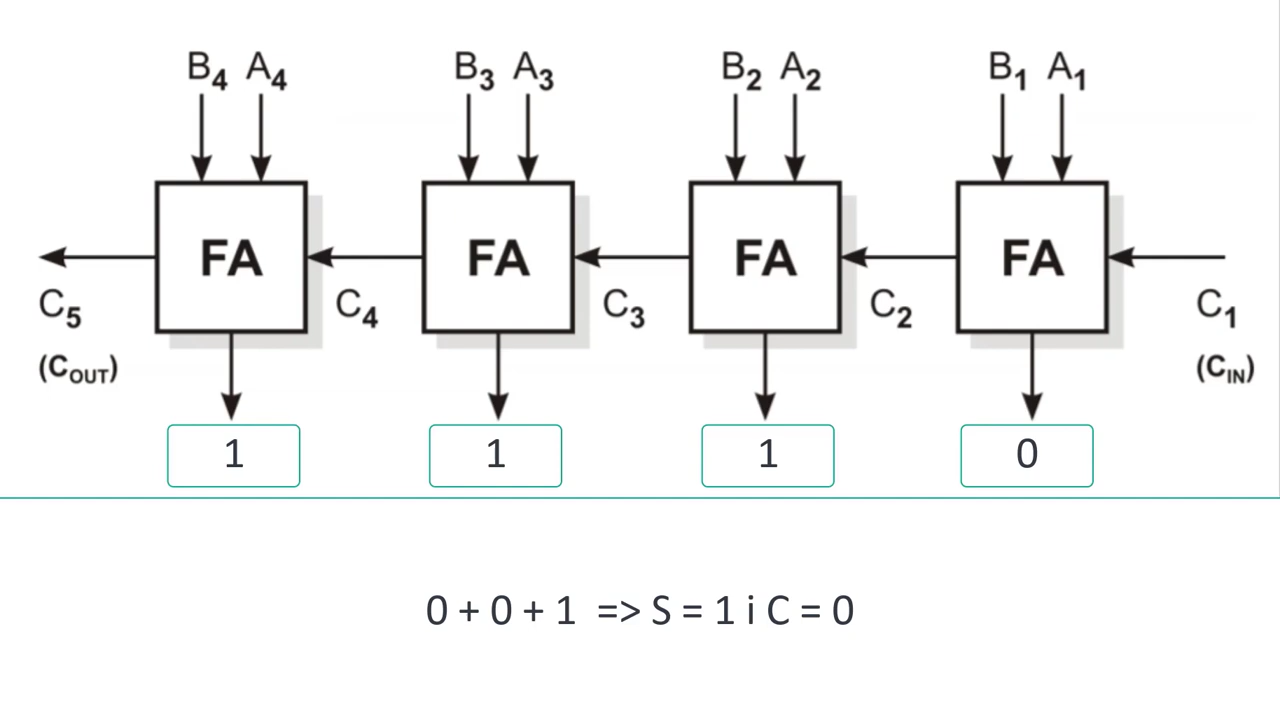 B4 A4 B3 A3 B2 A2 B1 A1
FA FA FA FA
C5 C4 C3 C2 C1
(COUT) (CIN)
1 1 1 0
0 + 0 + 1 => S = 1 i C = 0